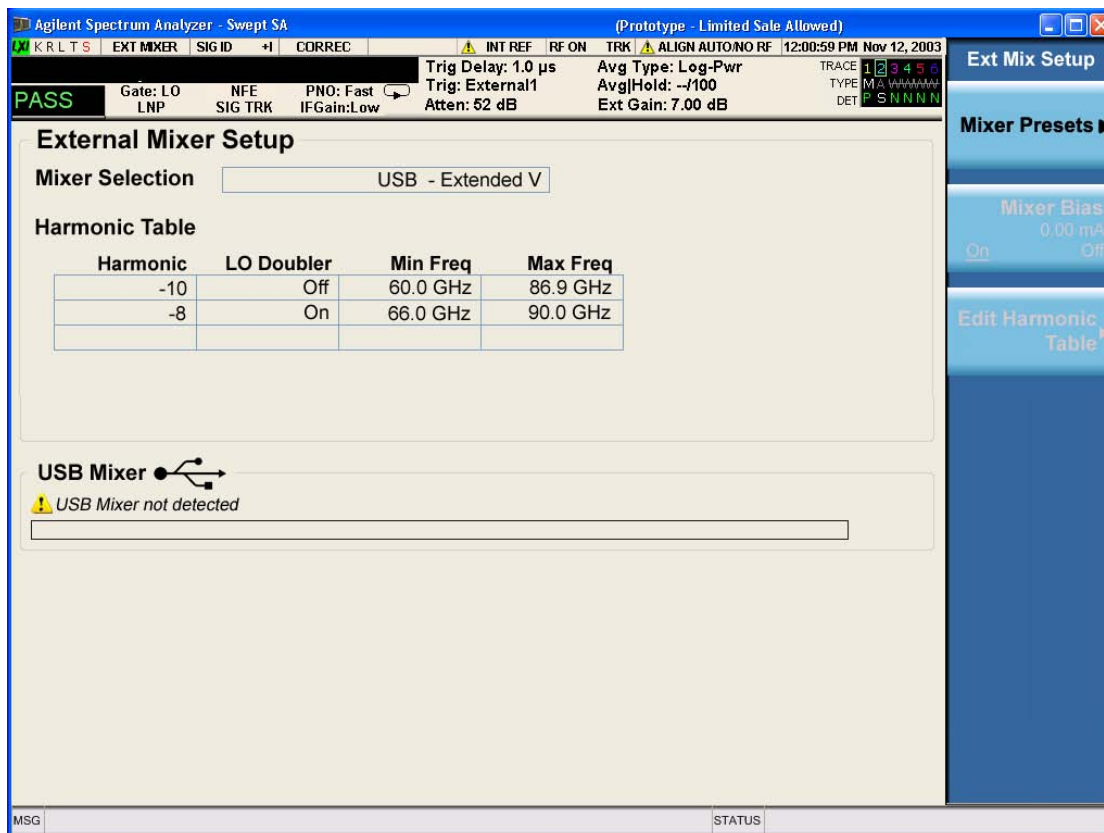 Agilent Spectrum Analyzer - Swept SA (Prototype - Limited Sale Allowed)
LXI K R L T S EXT MIXER SIG ID +I CORREC INT REF RF ON TRK ALIGN AUTO/NO RF 12:00:59 PM Nov 12, 2003
Trig Delay: 1.0 µs Avg Type: Log-Pwr TRACE 1 2 3 4 5 6
PASS Gate: LO NFE PNO: Fast Trig: External1 Avg|Hold: --/100 TYPE M A
LNP SIG TRK IFGain:Low Atten: 52 dB Ext Gain: 7.00 dB DET P S N N N N
Ext Mix Setup
Mixer Presets
Mixer Bias
0.00 mA
On Off
Edit Harmonic
Table
External Mixer Setup
Mixer Selection USB - Extended V
Harmonic Table
Harmonic LO Doubler Min Freq Max Freq
-10 Off 60.0 GHz 86.9 GHz
-8 On 66.0 GHz 90.0 GHz
USB Mixer
USB Mixer not detected
MSG STATUS